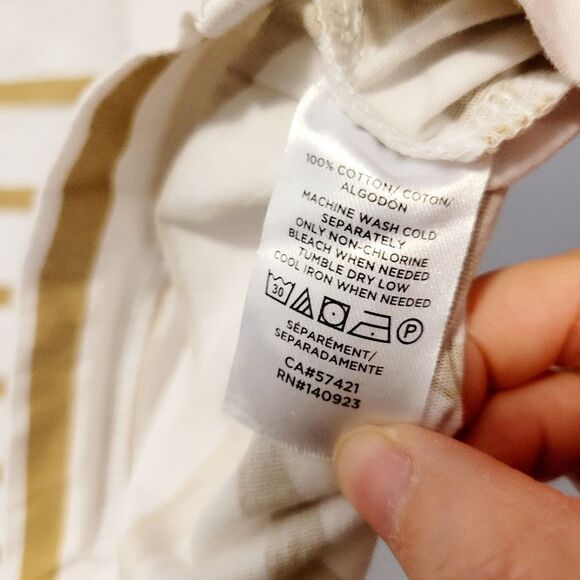 100% COTTON/ COTON/
ALGODÓN
MACHINE WASH COLD
SEPARATELY
ONLY NON-CHLORINE
BLEACH WHEN NEEDED
TUMBLE DRY LOW
COOL IRON WHEN NEEDED
30 P
SÉPARÉMENT/
SEPARADAMENTE
CA#57421
RN#140923